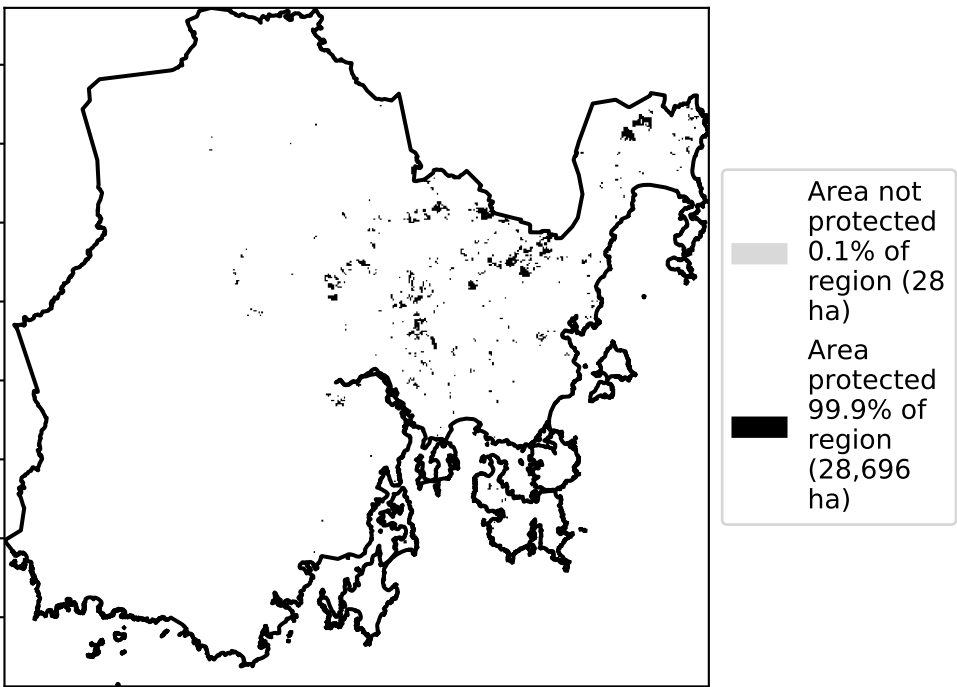 Area not
protected
0.1% of
region (28
ha)
Area
protected
99.9% of
region
(28,696
ha)